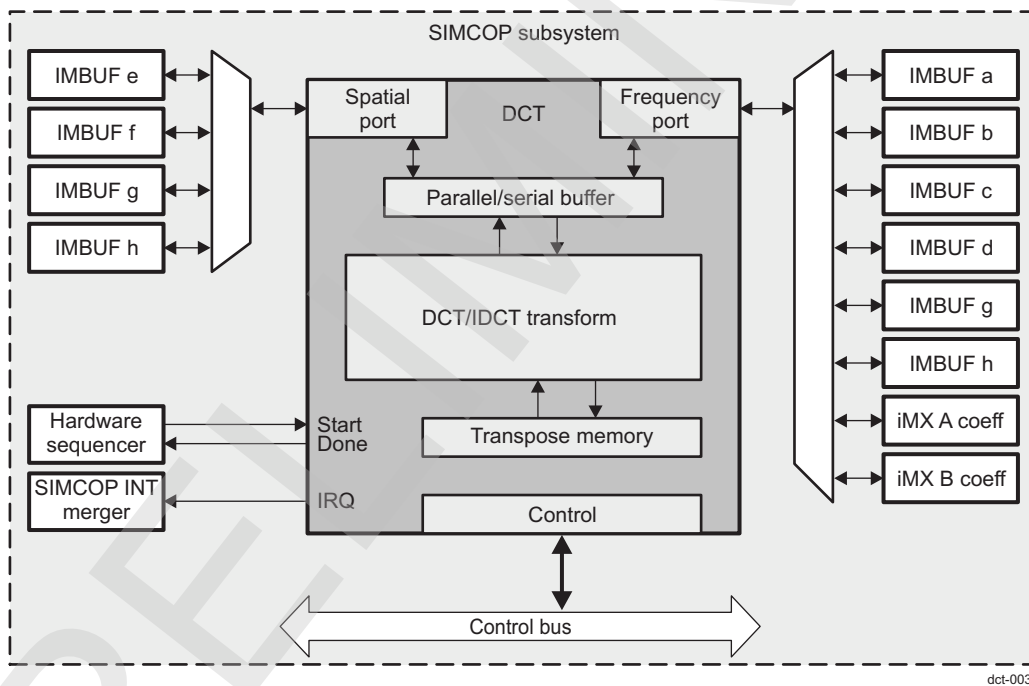 SIMCOP subsystem
IMBUF e
IMBUF f
IMBUF g
IMBUF h
Spatial
port
DCT
Frequency
port
Parallel/serial buffer
DCT/IDCT transform
Transpose memory
Hardware
sequencer
Start
Done
SIMCOP INT
merger
IRQ
Control
Control bus
IMBUF a
IMBUF b
IMBUF c
IMBUF d
IMBUF g
IMBUF h
iMX A coeff
iMX B coeff
dct-003